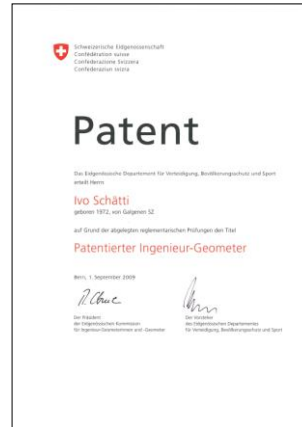 Schweizerische Eidgenossenschaft
Confédération suisse
Confederazione Svizzera
Confederaziun svizra
Patent
Das Eidgenössische Departement für Verteidigung, Bevölkerungsschutz und Sport
erteilt Herrn
Ivo Schätti
geboren 1972, von Galgenen SZ
auf Grund der abgelegten reglementarischen Prüfungen den Titel
Patentierter Ingenieur-Geometer
Bern, 1. September 2009
Der Präsident
der Eidgenössischen Kommission
für Ingenieur-Geometerinnen und -Geometer
Der Vorsteher
des Eidgenössischen Departementes
für Verteidigung, Bevölkerungsschutz und Sport